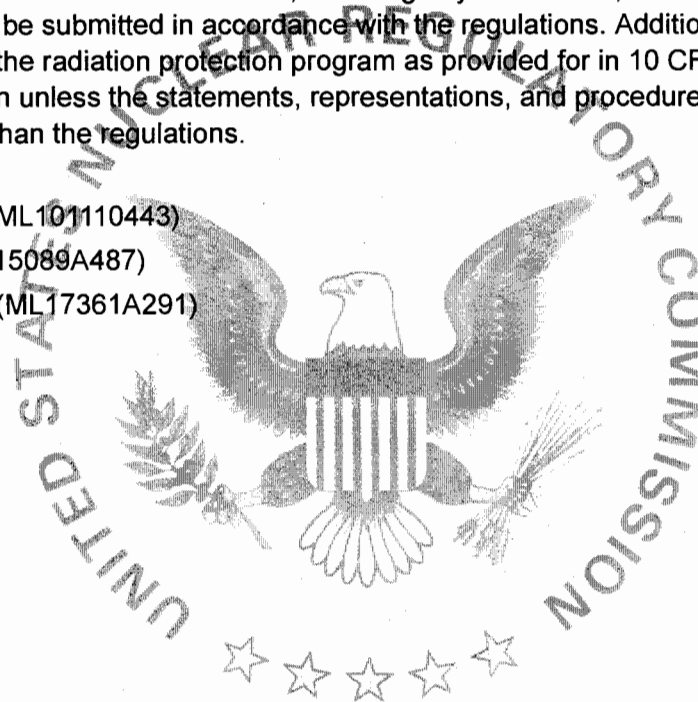 be submitted in accordance with the regulations. Additio
the radiation protection program as provided for in 10 CF
n unless the statements, representations, and procedure
han the regulations.
ML101110443)
15089A487)
(ML17361A291)
UNITED STATES NUCLEAR REGULATORY COMMISSION